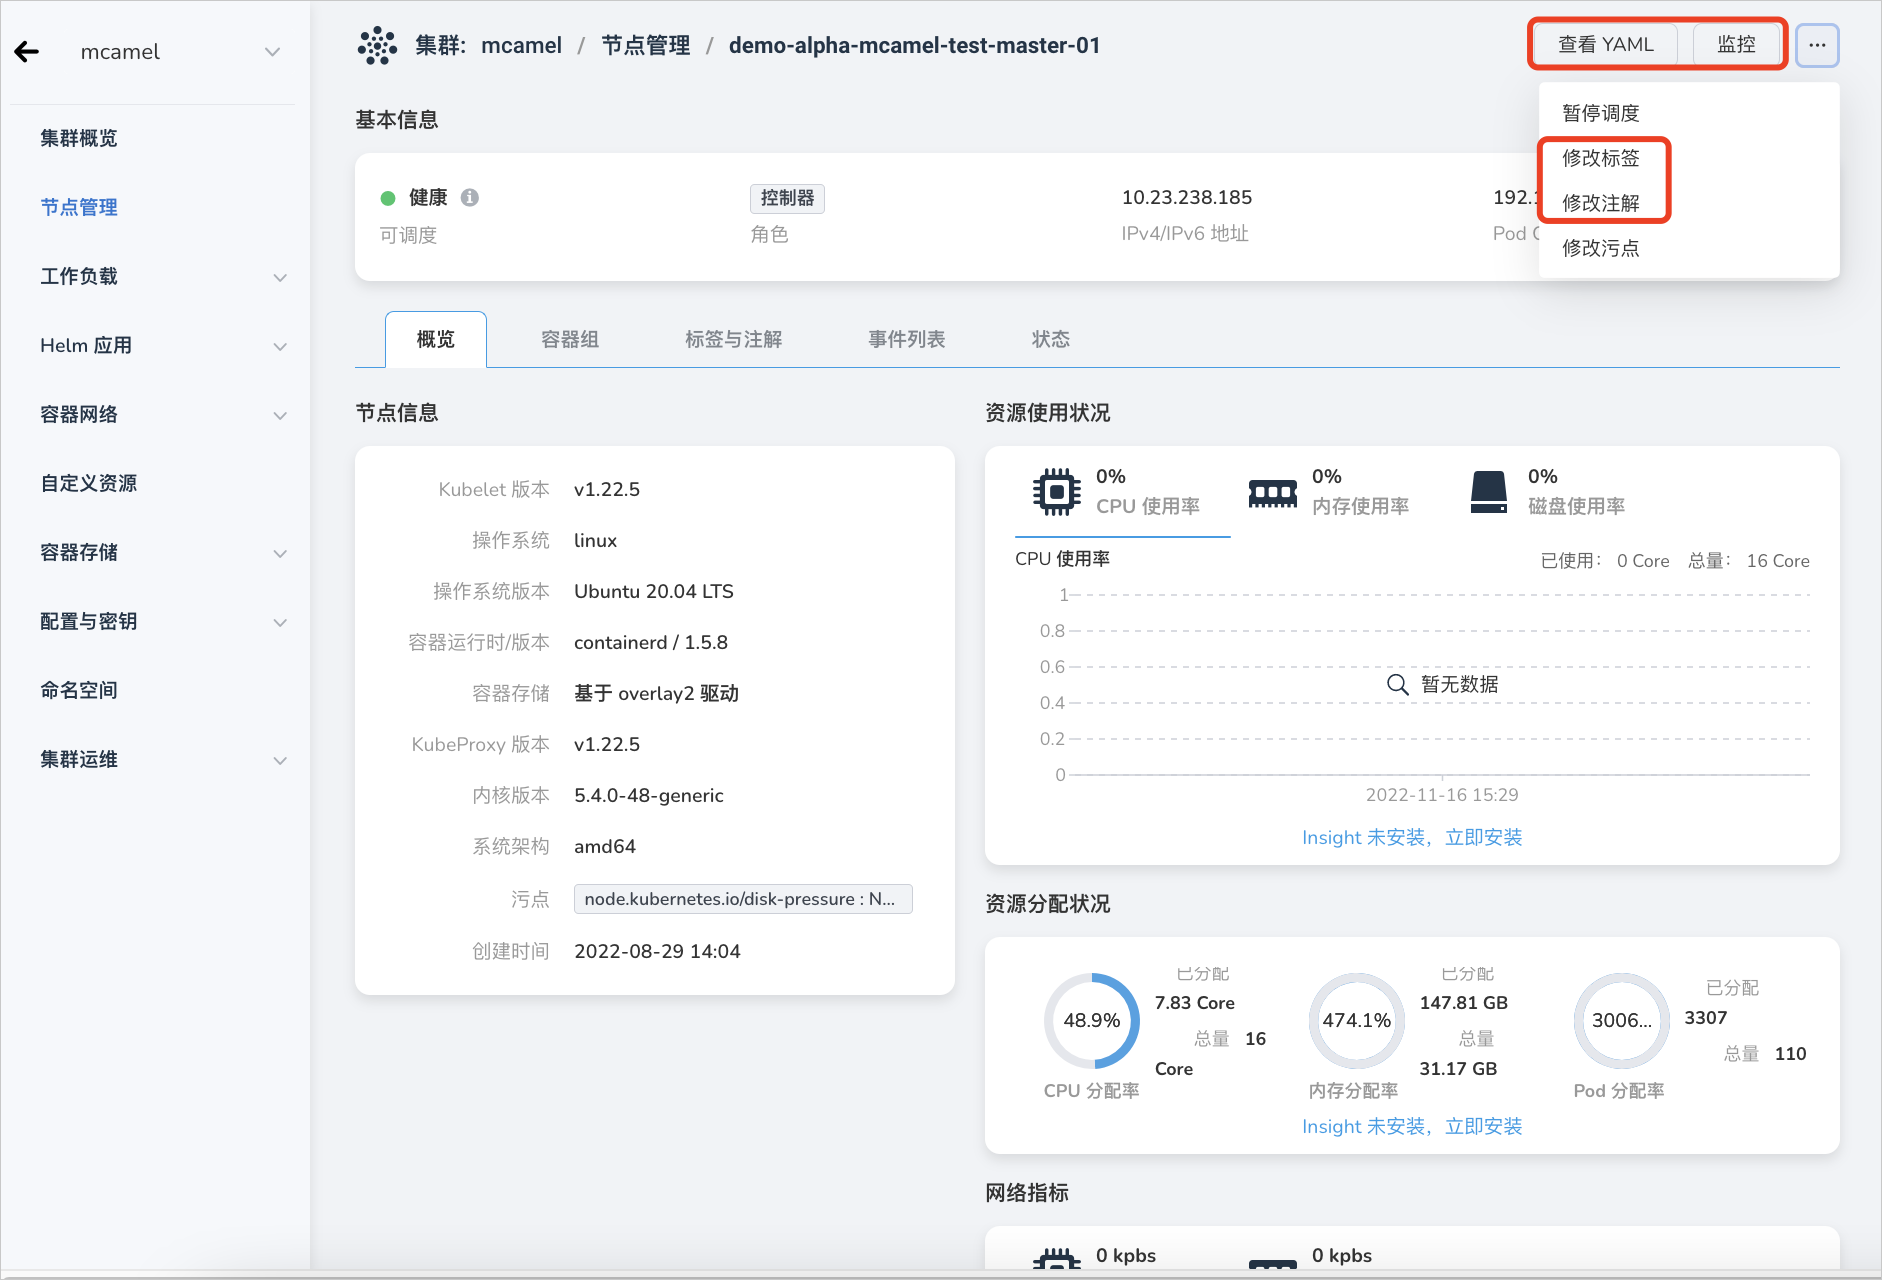 mcamel
集群概览
节点管理
工作负载
Helm 应用
容器网络
自定义资源
容器存储
配置与密钥
命名空间
集群运维
集群: mcamel / 节点管理 / demo-alpha-mcamel-test-master-01
查看 YAML
监控
...
暂停调度
修改标签
修改注解
修改污点
基本信息
健康
可调度
控制器
角色
10.23.238.185
IPv4/IPv6 地址
192.
Pod
概览
容器组
标签与注解
事件列表
状态
节点信息
Kubelet 版本 v1.22.5
操作系统 linux
操作系统版本 Ubuntu 20.04 LTS
容器运行时/版本 containerd / 1.5.8
容器存储 基于 overlay2 驱动
KubeProxy 版本 v1.22.5
内核版本 5.4.0-48-generic
系统架构 amd64
污点 node.kubernetes.io/disk-pressure : N...
创建时间 2022-08-29 14:04
资源使用状况
0%
CPU 使用率
0%
内存使用率
0%
磁盘使用率
CPU 使用率
已使用: 0 Core 总量: 16 Core
1
0.8
0.6
0.4
0.2
0
暂无数据
2022-11-16 15:29
Insight 未安装，立即安装
资源分配状况
48.9%
已分配
7.83 Core
总量 16
Core
CPU 分配率
474.1%
已分配
147.81 GB
总量
31.17 GB
内存分配率
3006...
已分配
3307
总量 110
Pod 分配率
Insight 未安装，立即安装
网络指标
0 kpbs
0 kpbs